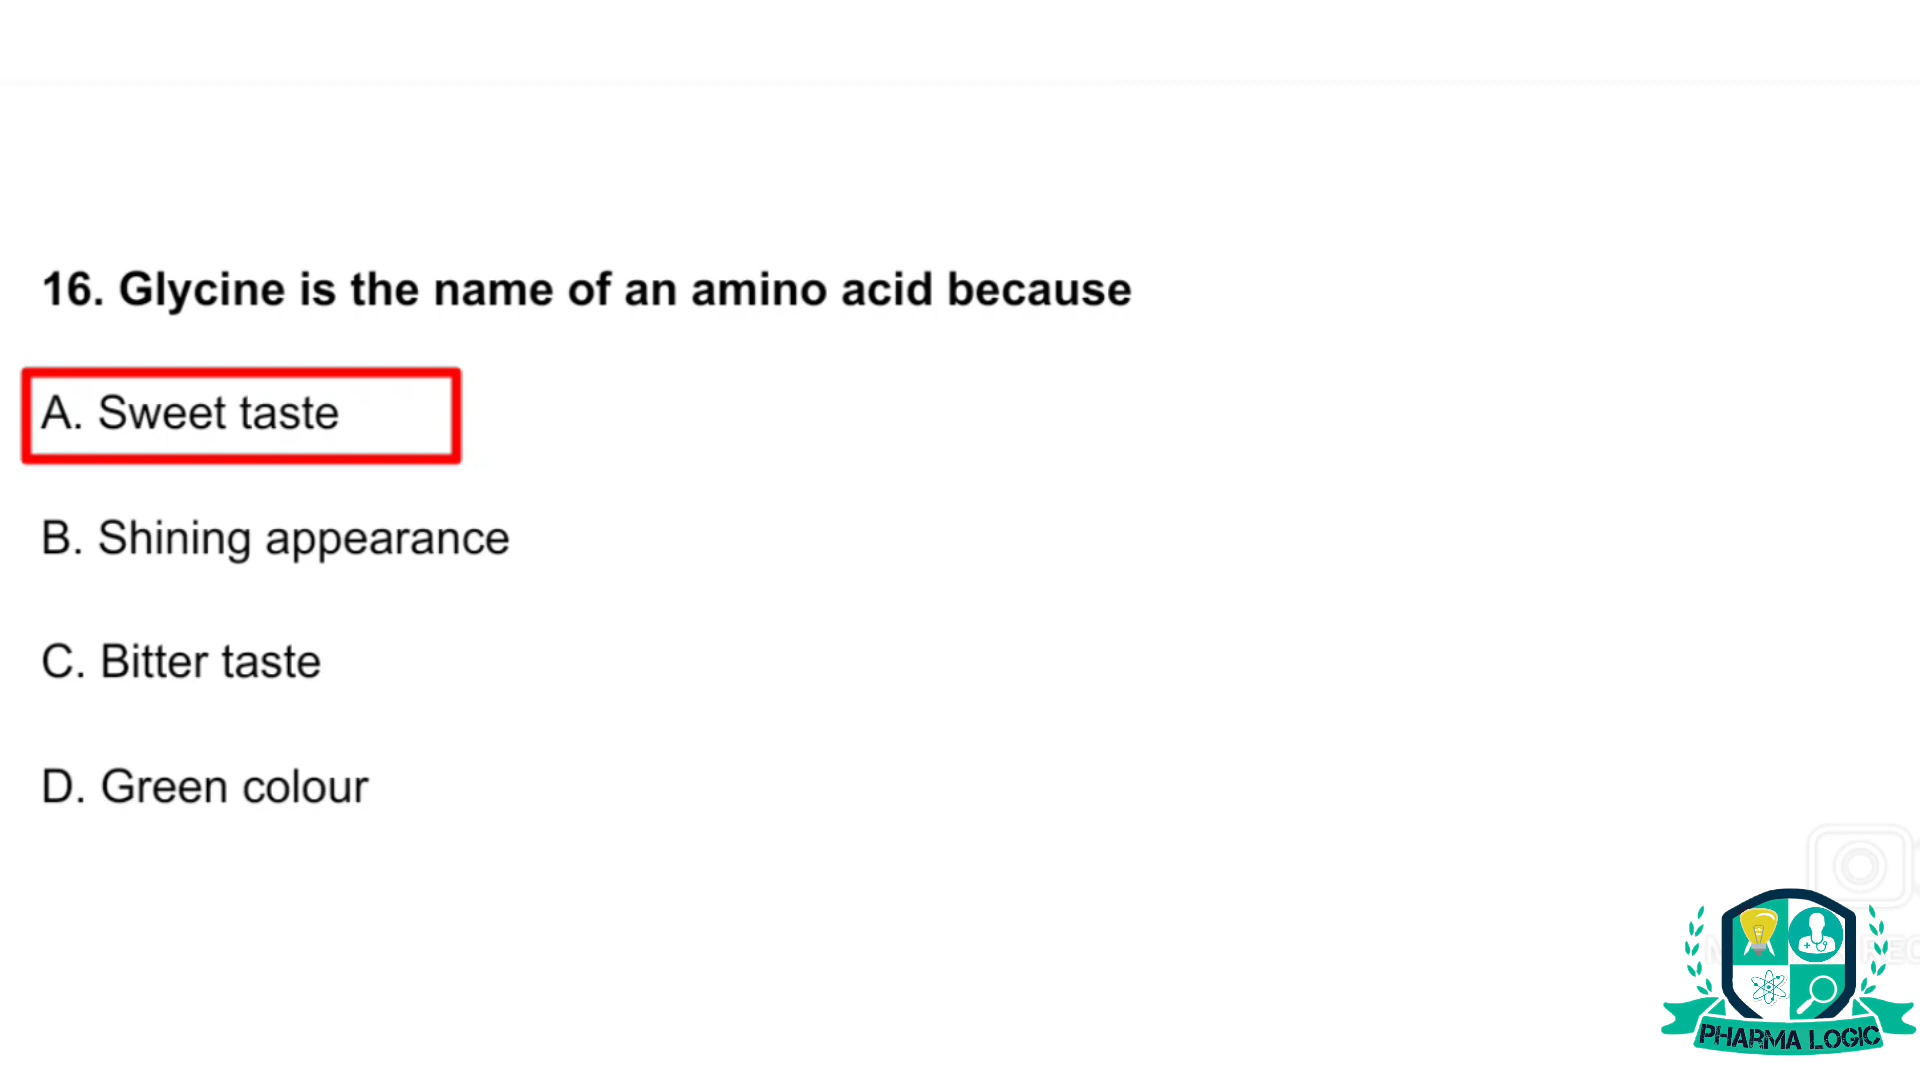 16. Glycine is the name of an amino acid because
A. Sweet taste
B. Shining appearance
C. Bitter taste
D. Green colour
PHARMA LOGIC